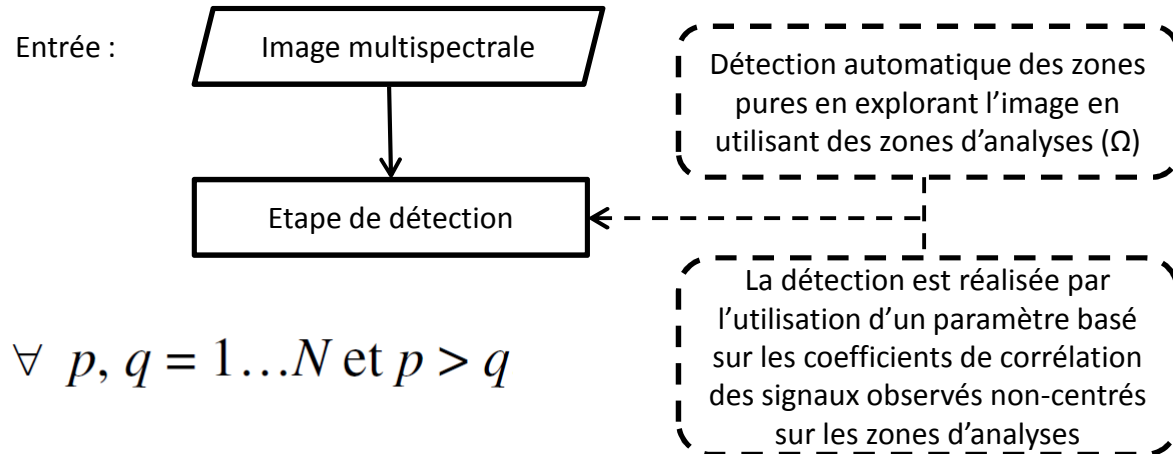 Entrée :
Image multispectrale
Détection automatique des zones
pures en explorant l’image en
utilisant des zones d’analyses (Ω)
Etape de détection
La détection est réalisée par
l’utilisation d’un paramètre basé
sur les coefficients de corrélation
des signaux observés non-centrés
sur les zones d’analyses
∀ p, q = 1…N et p > q